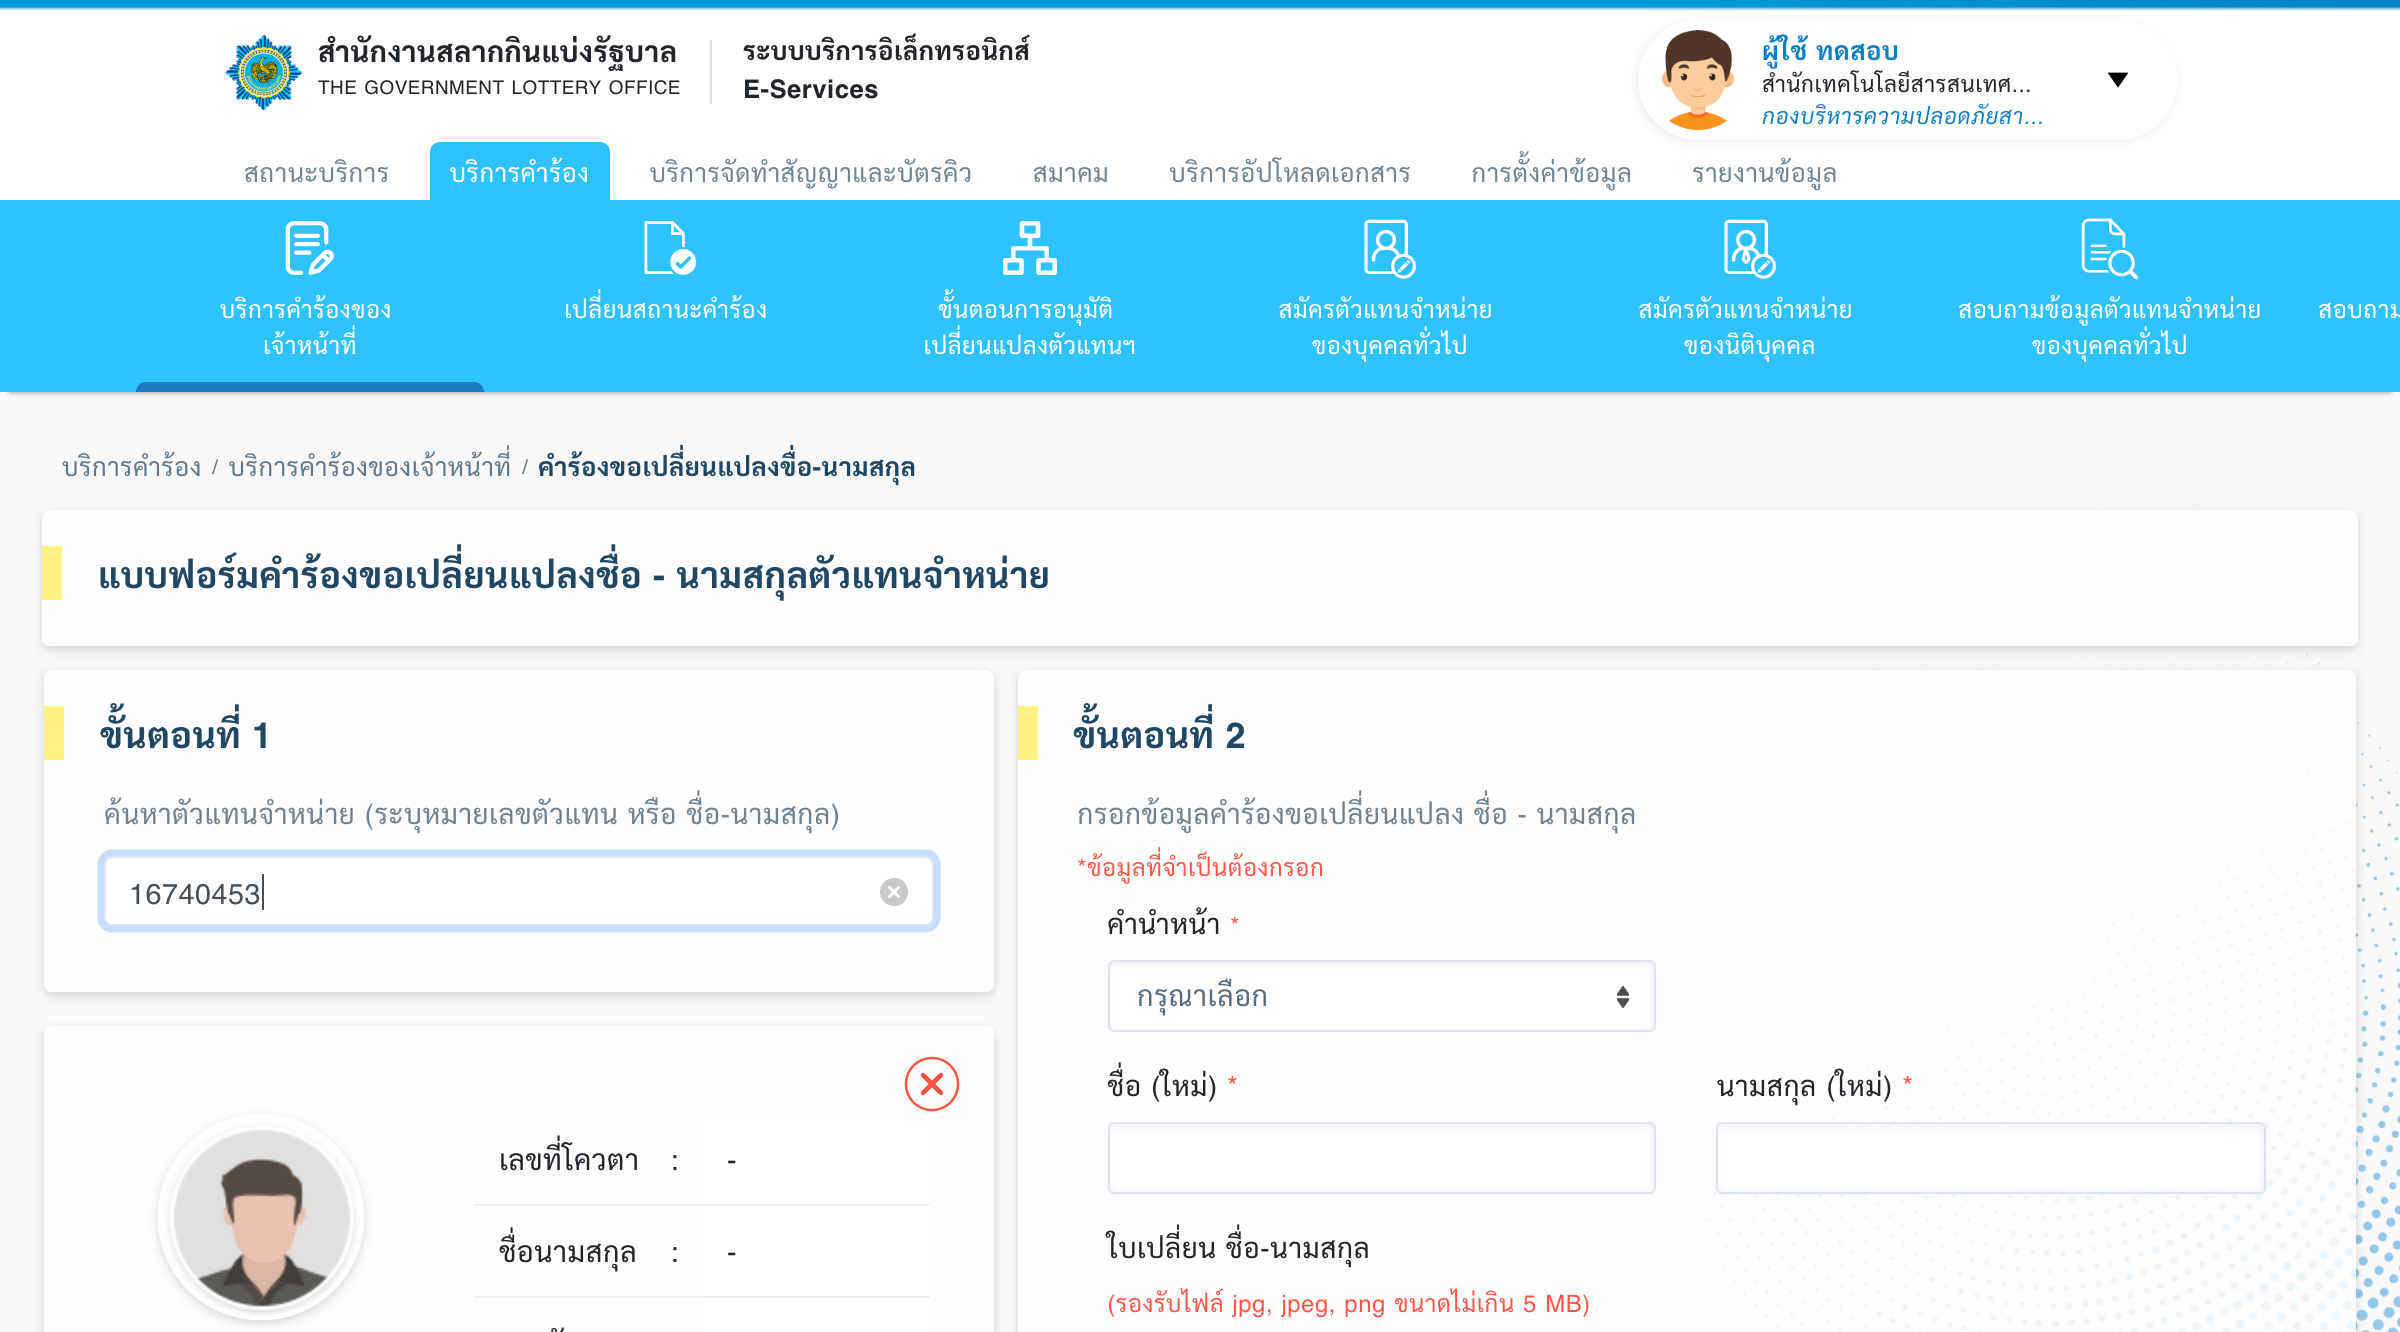 สำนักงานสลากกินแบ่งรัฐบาล
THE GOVERNMENT LOTTERY OFFICE
ระบบบริการอิเล็กทรอนิกส์
E-Services
ผู้ใช้ ทดสอบ
สำนักเทคโนโลยีสารสนเทศ...
กองบริหารความปลอดภัยสา...
สถานะบริการ
บริการคำร้อง
บริการจัดทำสัญญาและบัตรคิว
สมาคม
บริการอัปโหลดเอกสาร
การตั้งค่าข้อมูล
รายงานข้อมูล
บริการคำร้องของ
เจ้าหน้าที่
เปลี่ยนสถานะคำร้อง
ขั้นตอนการอนุมัติ
เปลี่ยนแปลงตัวแทนฯ
สมัครตัวแทนจำหน่าย
ของบุคคลทั่วไป
สมัครตัวแทนจำหน่าย
ของนิติบุคคล
สอบถามข้อมูลตัวแทนจำหน่าย
ของบุคคลทั่วไป
สอบถาม
บริการคำร้อง / บริการคำร้องของเจ้าหน้าที่ / คำร้องขอเปลี่ยนแปลงชื่อ-นามสกุล
แบบฟอร์มคำร้องขอเปลี่ยนแปลงชื่อ - นามสกุลตัวแทนจำหน่าย
ขั้นตอนที่ 1
ค้นหาตัวแทนจำหน่าย (ระบุหมายเลขตัวแทน หรือ ชื่อ-นามสกุล)
16740453
เลขที่โควตา : -
ชื่อนามสกุล : -
ขั้นตอนที่ 2
กรอกข้อมูลคำร้องขอเปลี่ยนแปลง ชื่อ - นามสกุล
*ข้อมูลที่จำเป็นต้องกรอก
คำนำหน้า *
กรุณาเลือก
ชื่อ (ใหม่) *
นามสกุล (ใหม่) *
ใบเปลี่ยน ชื่อ-นามสกุล
(รองรับไฟล์ jpg, jpeg, png ขนาดไม่เกิน 5 MB)